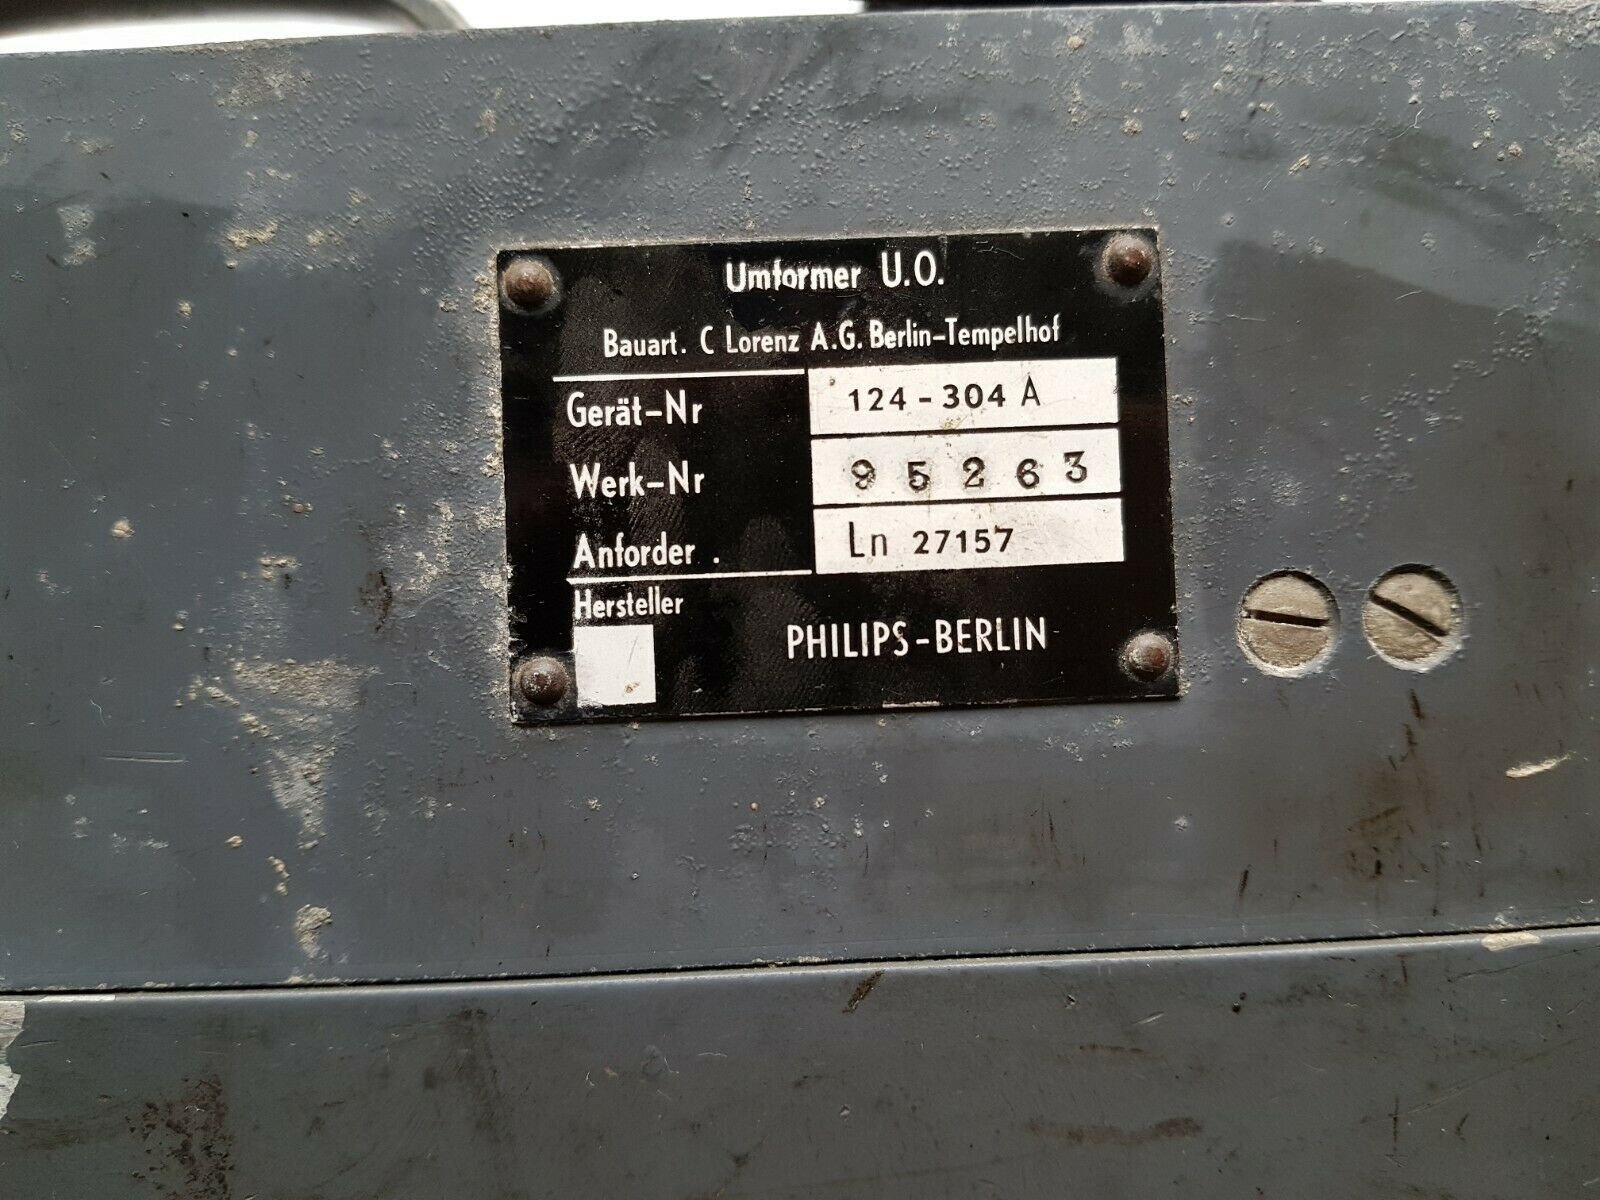 Umformer U.O.
Bauart. C Lorenz A.G. Berlin-Tempelhof
Gerät-Nr 124-304 A
Werk-Nr 95263
Anforder. Ln 27157
Hersteller
PHILIPS-BERLIN